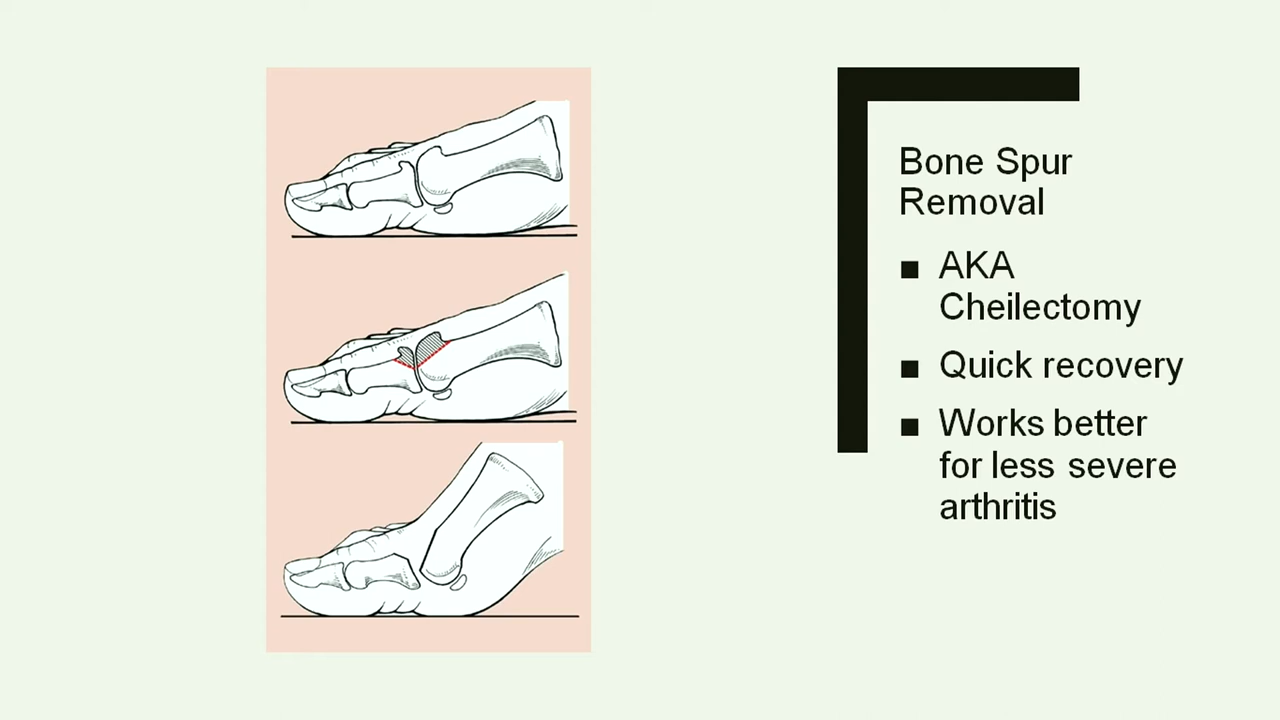 Bone Spur
Removal
■ AKA
Cheilectomy
■ Quick recovery
■ Works better
for less severe
arthritis